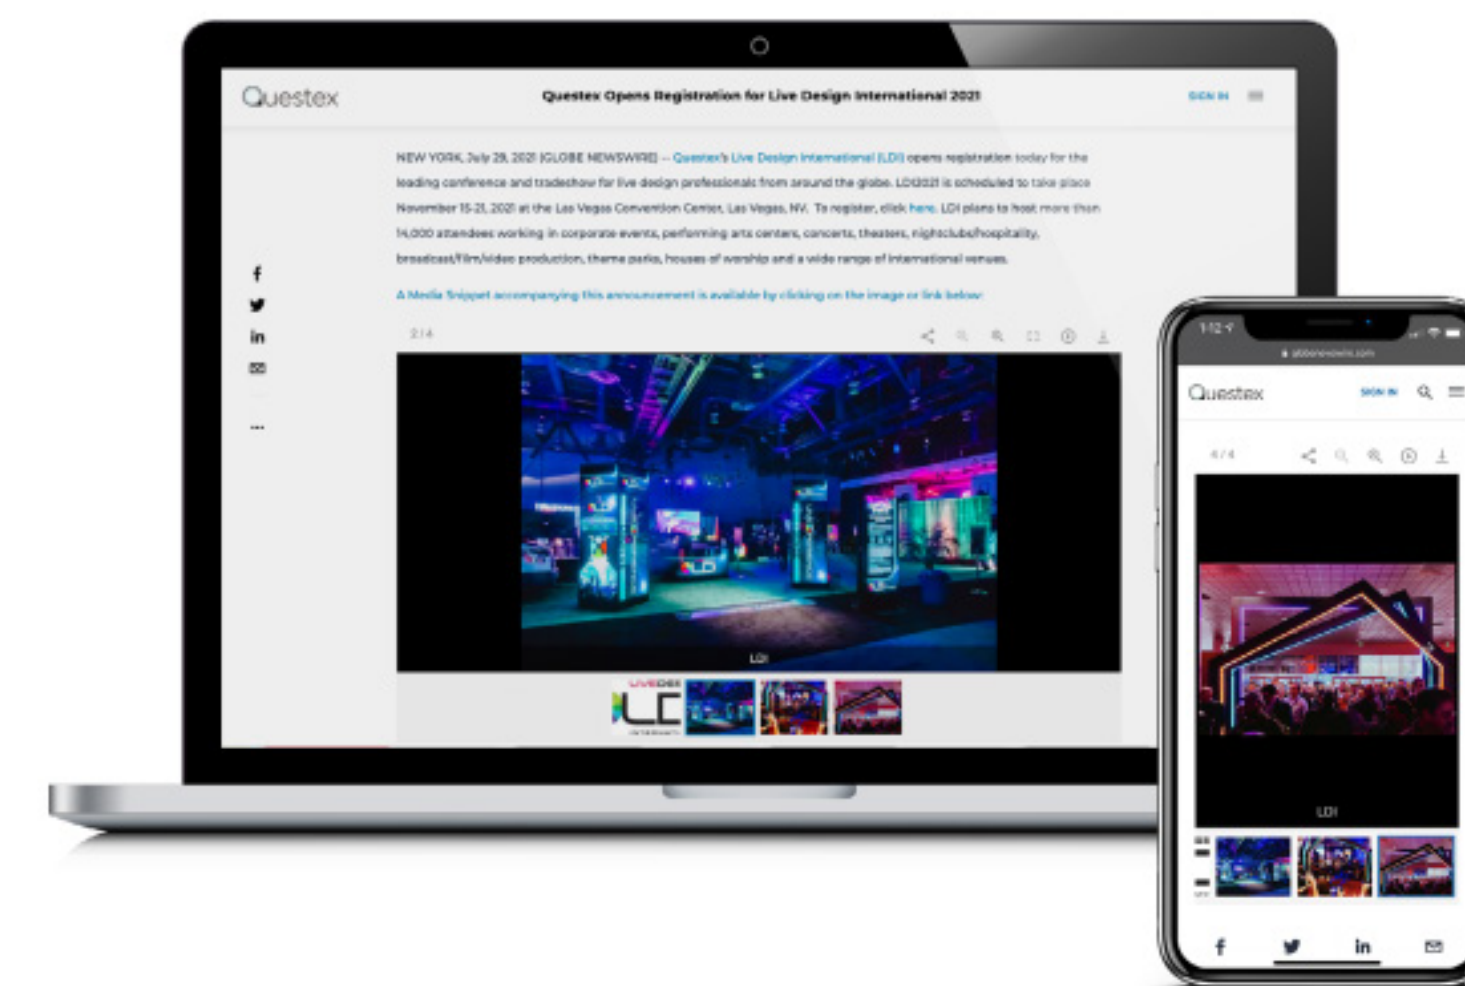 Questex
Questex Opens Registration for Live Design International 2021
SIGN IN
NEW YORK, July 29, 2021 (GLOBE NEWSWIRE) -- Questex's Live Design International (LDI) opens registration today for the
leading conference and tradeshow for live design professionals from around the globe. LDI2021 is scheduled to take place
November 15-21, 2021 at the Las Vegas Convention Center, Las Vegas, NV. To register, click here. LDI plans to host more than
14,000 attendees working in corporate events, performing arts centers, concerts, theaters, nightclubs/hospitality,
broadcast/film/video production, theme parks, houses of worship and a wide range of international venues.
A Media Snippet accompanying this announcement is available by clicking on the image or link below:
2 / 4
LDI
1:12
globenewswire.com
Questex
SIGN IN
4 / 4
LDI